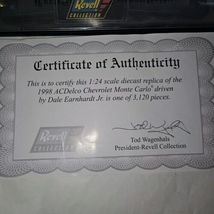 Revell
COLLECTION
Certificate of Authenticity
This is to certify this 1:24 scale diecast replica of the
1998 ACDelco Chevrolet Monte Carlo® driven
by Dale Earnhardt Jr. is one of 3,120 pieces.
Revell
COLLECTION
Tod Wagenhals
President-Revell Collection